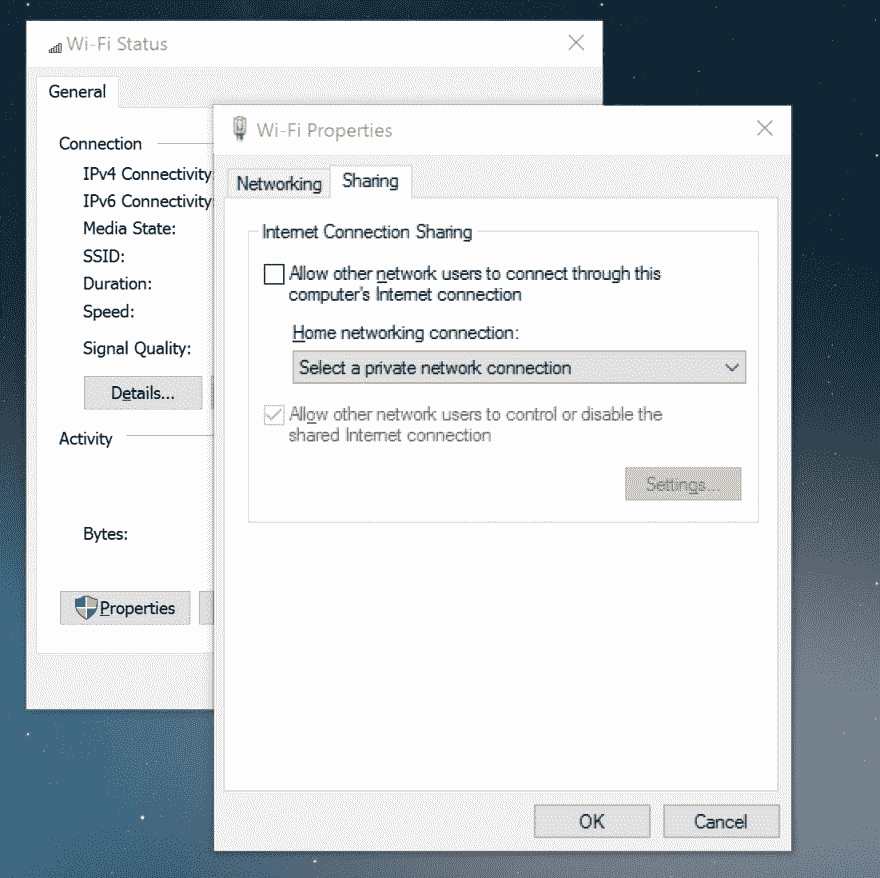 Wi-Fi Status
General
Connection
IPv4 Connectivity
IPv6 Connectivity
Media State:
SSID:
Duration:
Speed:
Signal Quality:
Details...
Activity
Bytes:
Properties
Wi-Fi Properties
Networking
Sharing
Internet Connection Sharing
Allow other network users to connect through this
computer's Internet connection
Home networking connection:
Select a private network connection
Allow other network users to control or disable the
shared Internet connection
Settings...
OK
Cancel